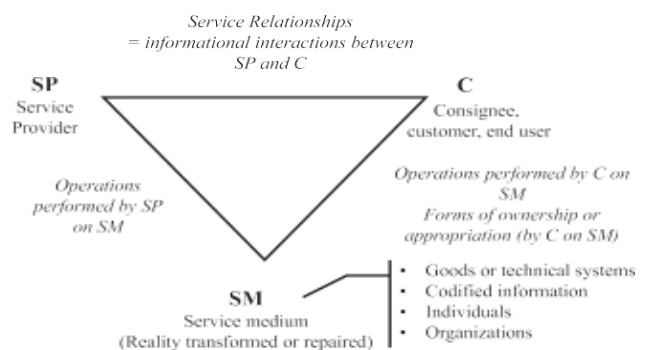 Service Relationships
= informational interactions between
SP and C
SP
Service
Provider
C
Consignee,
customer, end user
Operations
performed by SP
on SM
Operations performed by C on
SM
Forms of ownership or
appropriation (by C on SM)
SM
Service medium
(Reality transformed or repaired)
• Goods or technical systems
• Codified information
• Individuals
• Organizations